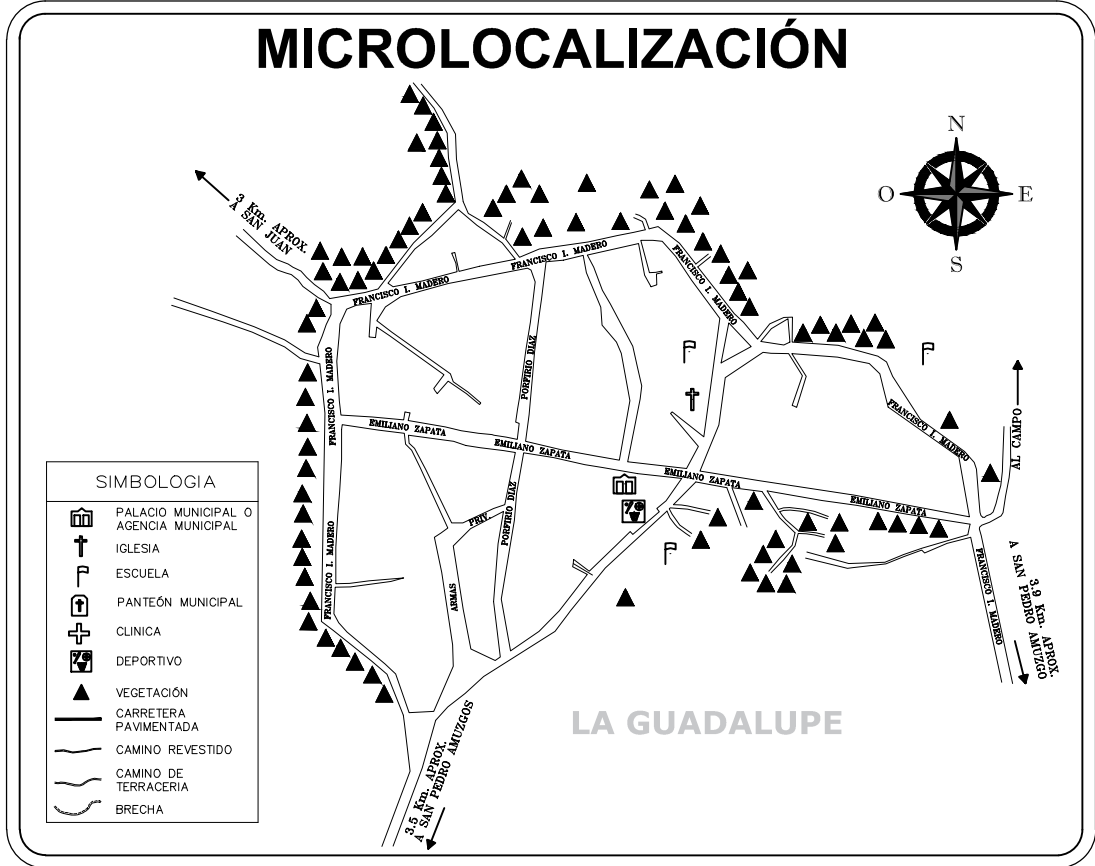 MICROLOCALIZACIÓN
N
O
E
S
3 Km. APROX.
A SAN JUAN
FRANCISCO I. MADERO
FRANCISCO I. MADERO
FRANCISCO I. MADERO
FRANCISCO I. MADERO
PORFIRIO DIAZ
FRANCISCO I. MADERO
EMILIANO ZAPATA
EMILIANO ZAPATA
EMILIANO ZAPATA
EMILIANO ZAPATA
AL CAMPO
PRIV
PORFIRIO DIAZ
FRANCISCO I. MADERO
ARMAS
FRANCISCO I. MADERO
3.9 Km. APROX.
A SAN PEDRO AMUZGO
3.5 Km. APROX.
A SAN PEDRO AMUZGOS
LA GUADALUPE
SIMBOLOGIA
PALACIO MUNICIPAL O
AGENCIA MUNICIPAL
IGLESIA
ESCUELA
PANTEÓN MUNICIPAL
CLINICA
DEPORTIVO
VEGETACIÓN
CARRETERA
PAVIMENTADA
CAMINO REVESTIDO
CAMINO DE
TERRACERIA
BRECHA